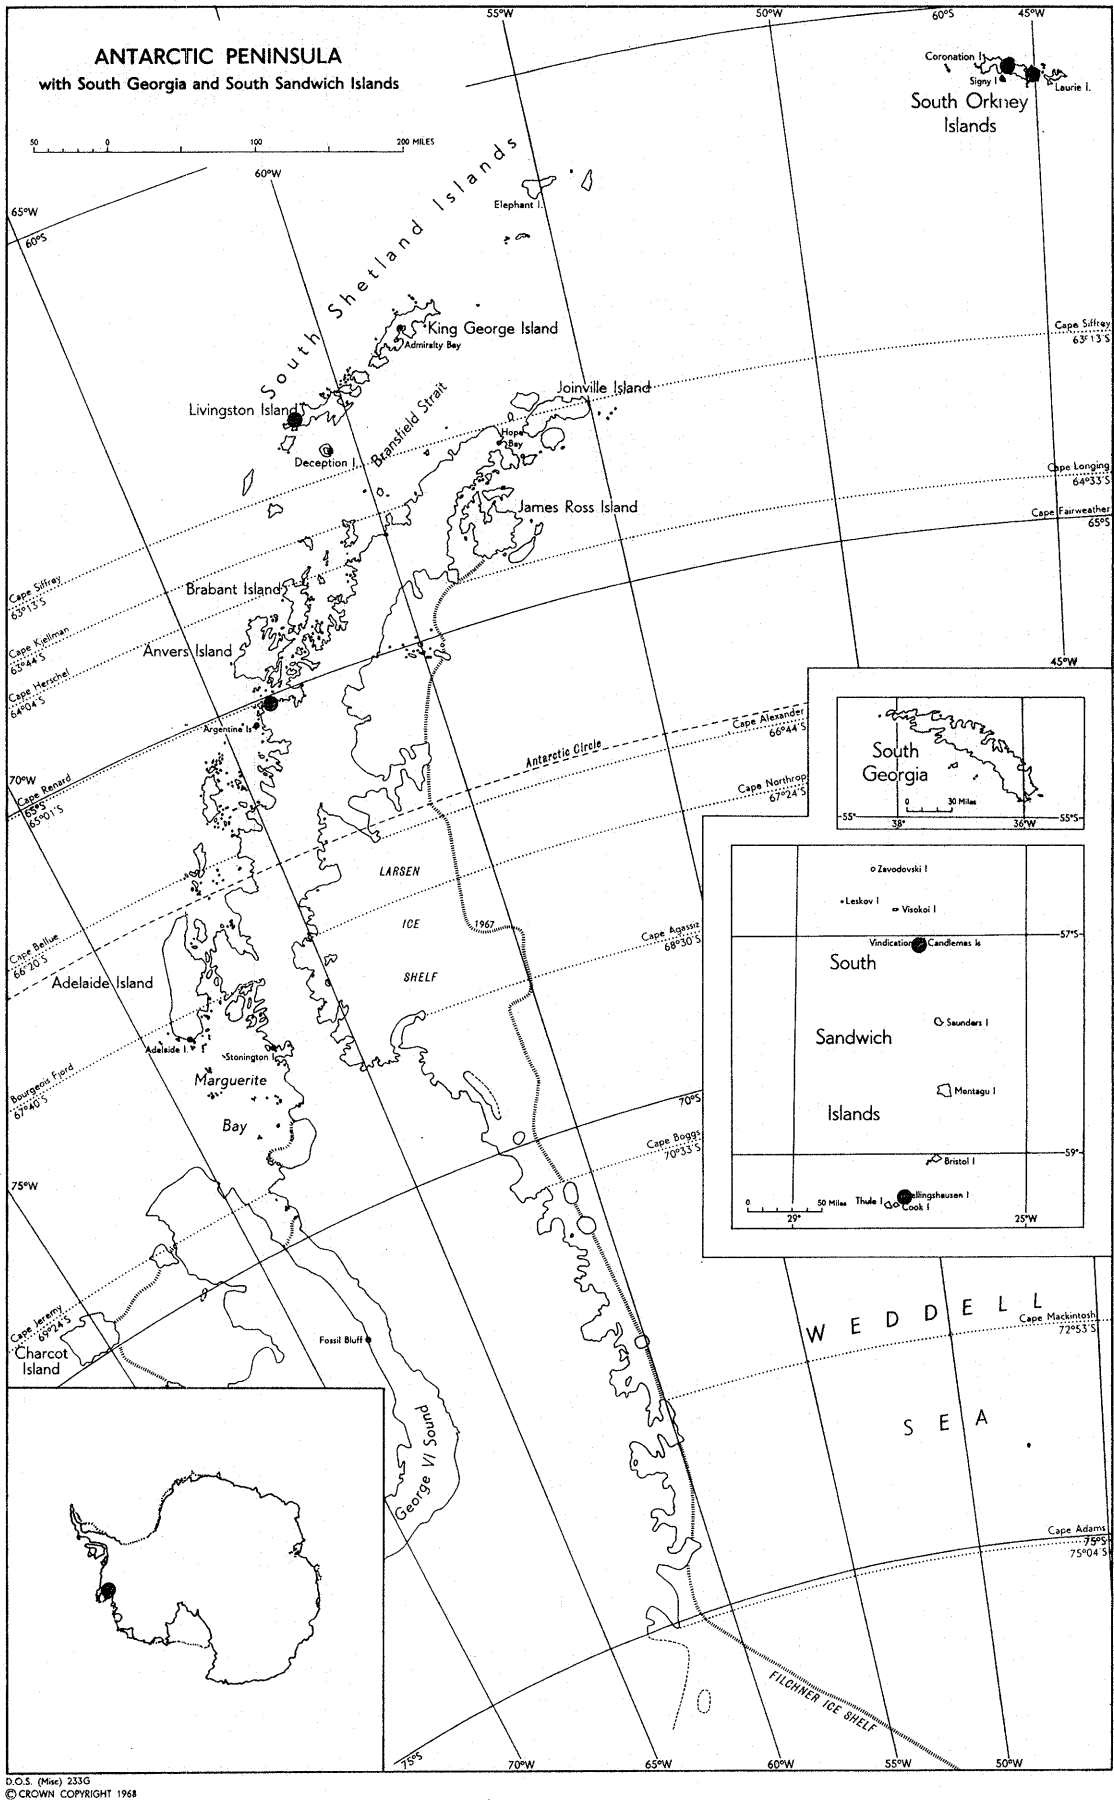 ANTARCTIC PENINSULA
with South Georgia and South Sandwich Islands
50 0 100 200 MILES
55°W
50°W
60°S
45°W
60°W
65°W
60°S
Coronation I.
Signy I
Laurie I.
South Orkney
Islands
South Shetland Islands
Elephant I.
King George Island
Admiralty Bay
Livingston Island
Deception I.
Bransfield Strait
Joinville Island
Hope
Bay
James Ross Island
Cape Siffrey
63°13'S
Cape Longing
64°33'S
Cape Fairweather
65°S
Cape Siffrey
63°13'S
Cape Kjellman
63°44'S
Cape Herschel
64°04'S
Brabant Island
Anvers Island
Argentine Is
45°W
70°W
Cape Renard
65°S
65°01'S
Antarctic Circle
Cape Alexander
66°44'S
Cape Northrop
67°24'S
LARSEN
ICE
SHELF
1967
Cape Agassiz
68°30'S
Cape Bellue
66°20'S
Adelaide Island
Adelaide I.
Stonington I
Marguerite
Bay
Bourgeois Fjord
67°40'S
70°S
Cape Boggs
70°33'S
75°W
Cape Jeremy
69°24'S
Charcot
Island
Fossil Bluff
George VI Sound
South
Georgia
0 30 Miles
55°
38°
36°W
55°S
Zavodovski I
Leskov I
Visokoi I
57°S
Vindication
Candlemas Is
South
Sandwich
Islands
Saunders I
Montagu I
59°
Bristol I
0 50 Miles
Thule I
ellingshausen I
Cook I
29°
25°W
WEDDELL
SEA
Cape Mackintosh
72°53'S
Cape Adams
75°S
75°04'S
FILCHNER ICE SHELF
75°S
70°W
65°W
60°W
55°W
50°W
D.O.S. (Misc) 233G
© CROWN COPYRIGHT 1968